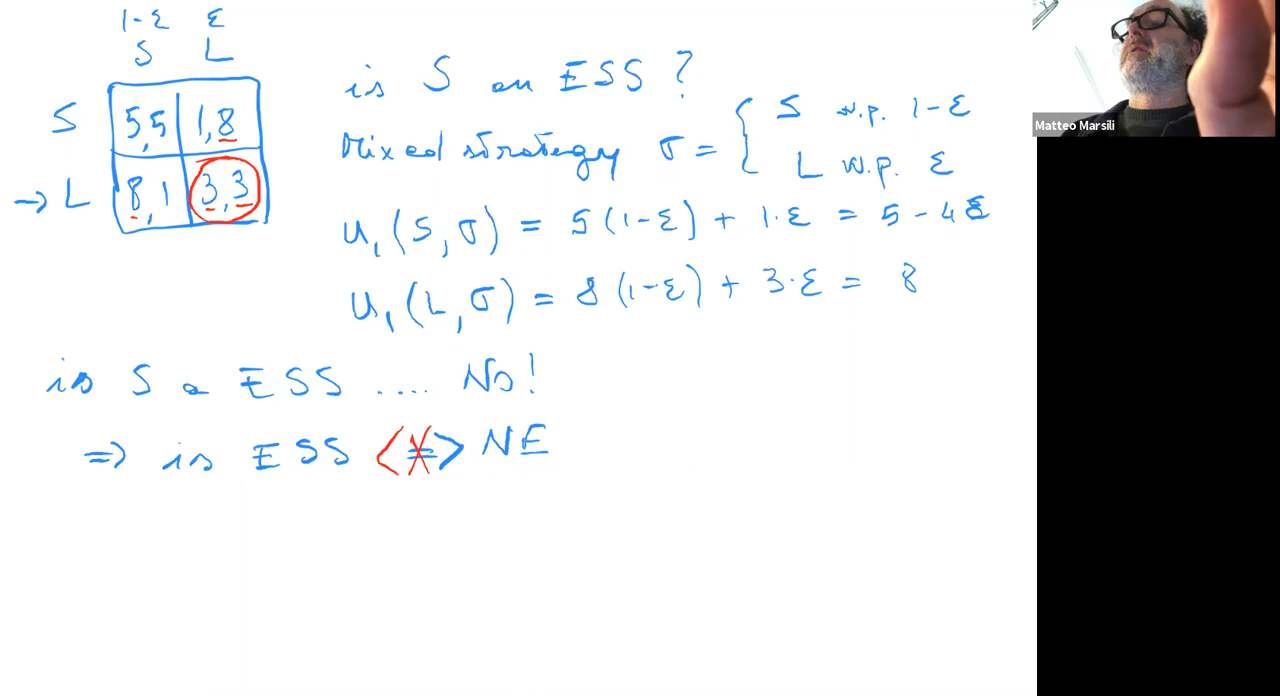 1-ε ε
S L
S 5,5 1,8
→ L 8,1 3,3
is S an ESS ?
Mixed strategy σ = { S w.p. 1-ε
L w.p. ε
u₁(S,σ) = 5(1-ε) + 1·ε = 5 - 4ε
u₁(L,σ) = 8(1-ε) + 3·ε = 8
is S a ESS .... No!
⇒ is ESS <≠> NE
Matteo Marsili